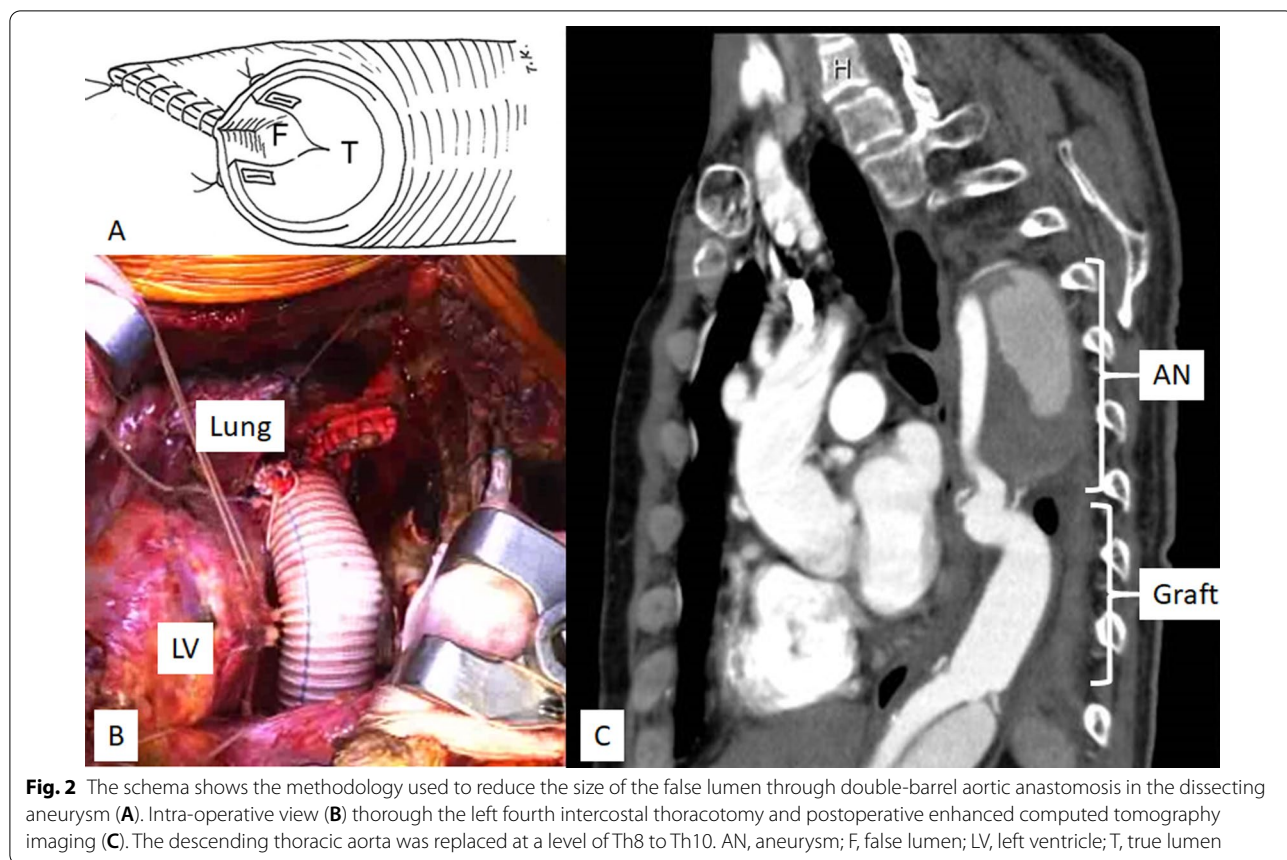 T.K.
F
T
A
H
Lung
LV
B
AN
Graft
C
Fig. 2 The schema shows the methodology used to reduce the size of the false lumen through double-barrel aortic anastomosis in the dissecting
aneurysm (A). Intra-operative view (B) thorough the left fourth intercostal thoracotomy and postoperative enhanced computed tomography
imaging (C). The descending thoracic aorta was replaced at a level of Th8 to Th10. AN, aneurysm; F, false lumen; LV, left ventricle; T, true lumen